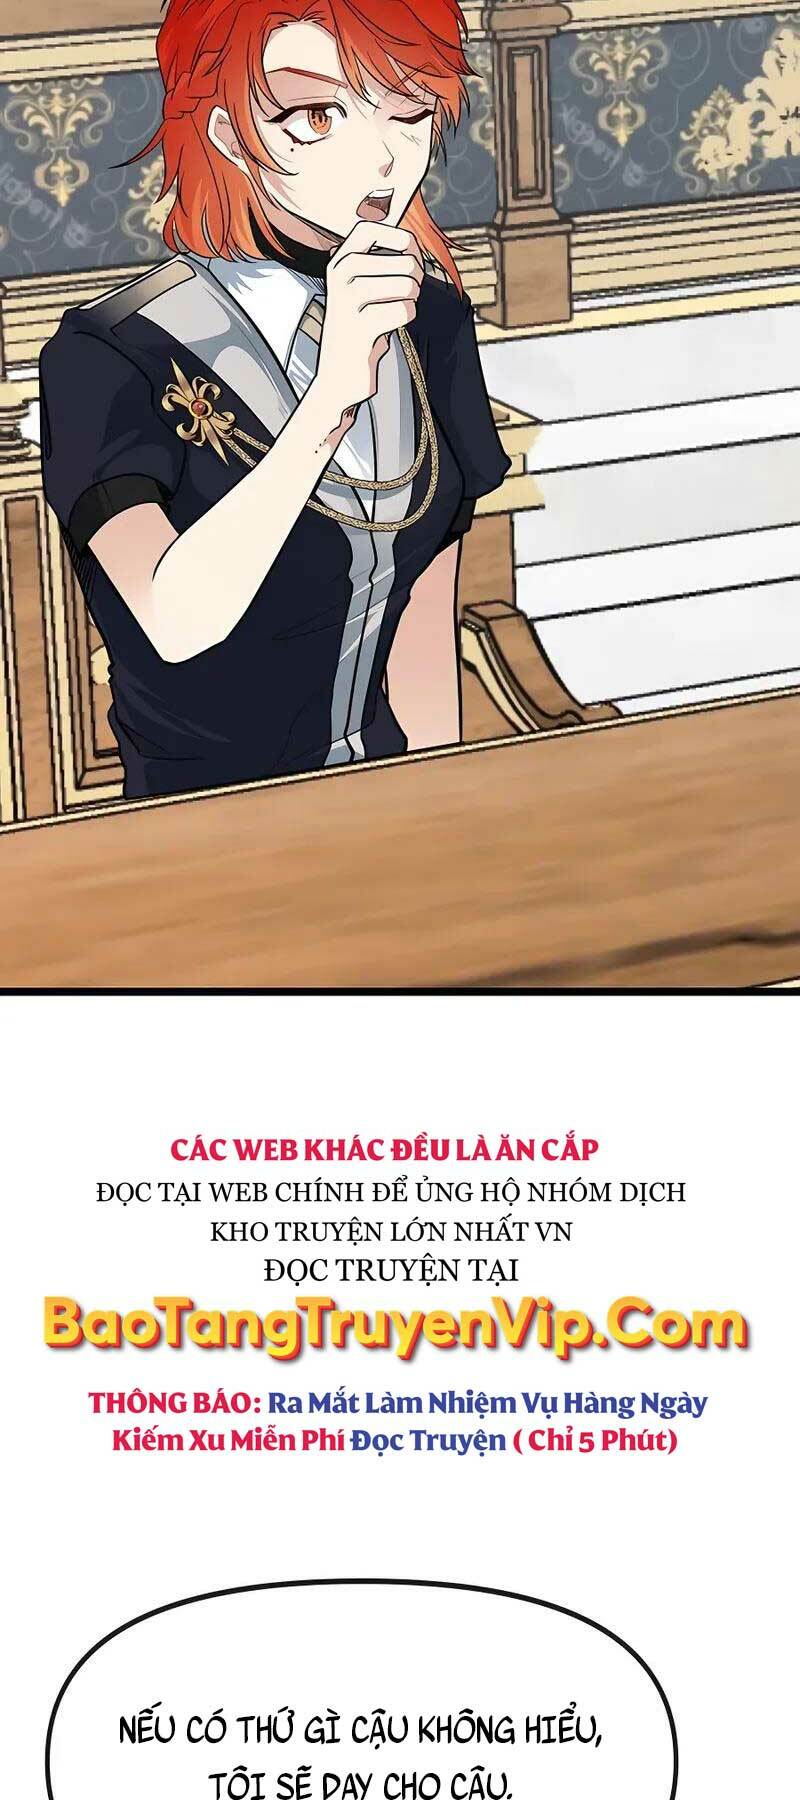 CÁC WEB KHÁC ĐỀU LÀ ĂN CẮP
ĐỌC TẠI WEB CHÍNH ĐỂ ỦNG HỘ NHÓM DỊCH
KHO TRUYỆN LỚN NHẤT VN
ĐỌC TRUYỆN TẠI
BaoTangTruyenVip.Com
THÔNG BÁO: Ra Mắt Làm Nhiệm Vụ Hàng Ngày
Kiếm Xu Miễn Phí Đọc Truyện ( Chỉ 5 Phút)
NẾU CÓ THỨ GÌ CẬU KHÔNG HIỂU,
TÔI SẼ DẠY CHO CẬU.